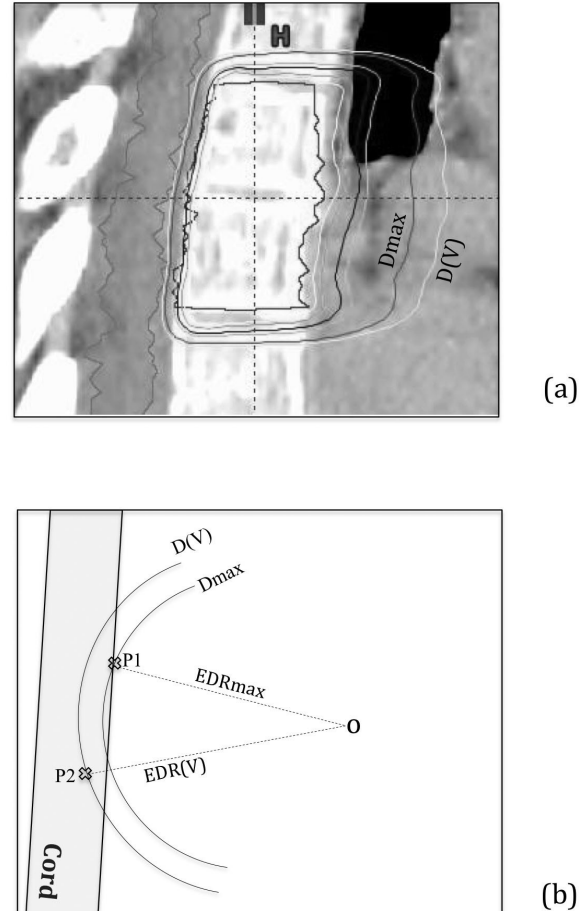 H
Dmax
D(V)
(a)
D(V)
Dmax
P1
EDRmax
O
P2
EDR(V)
Cord
(b)